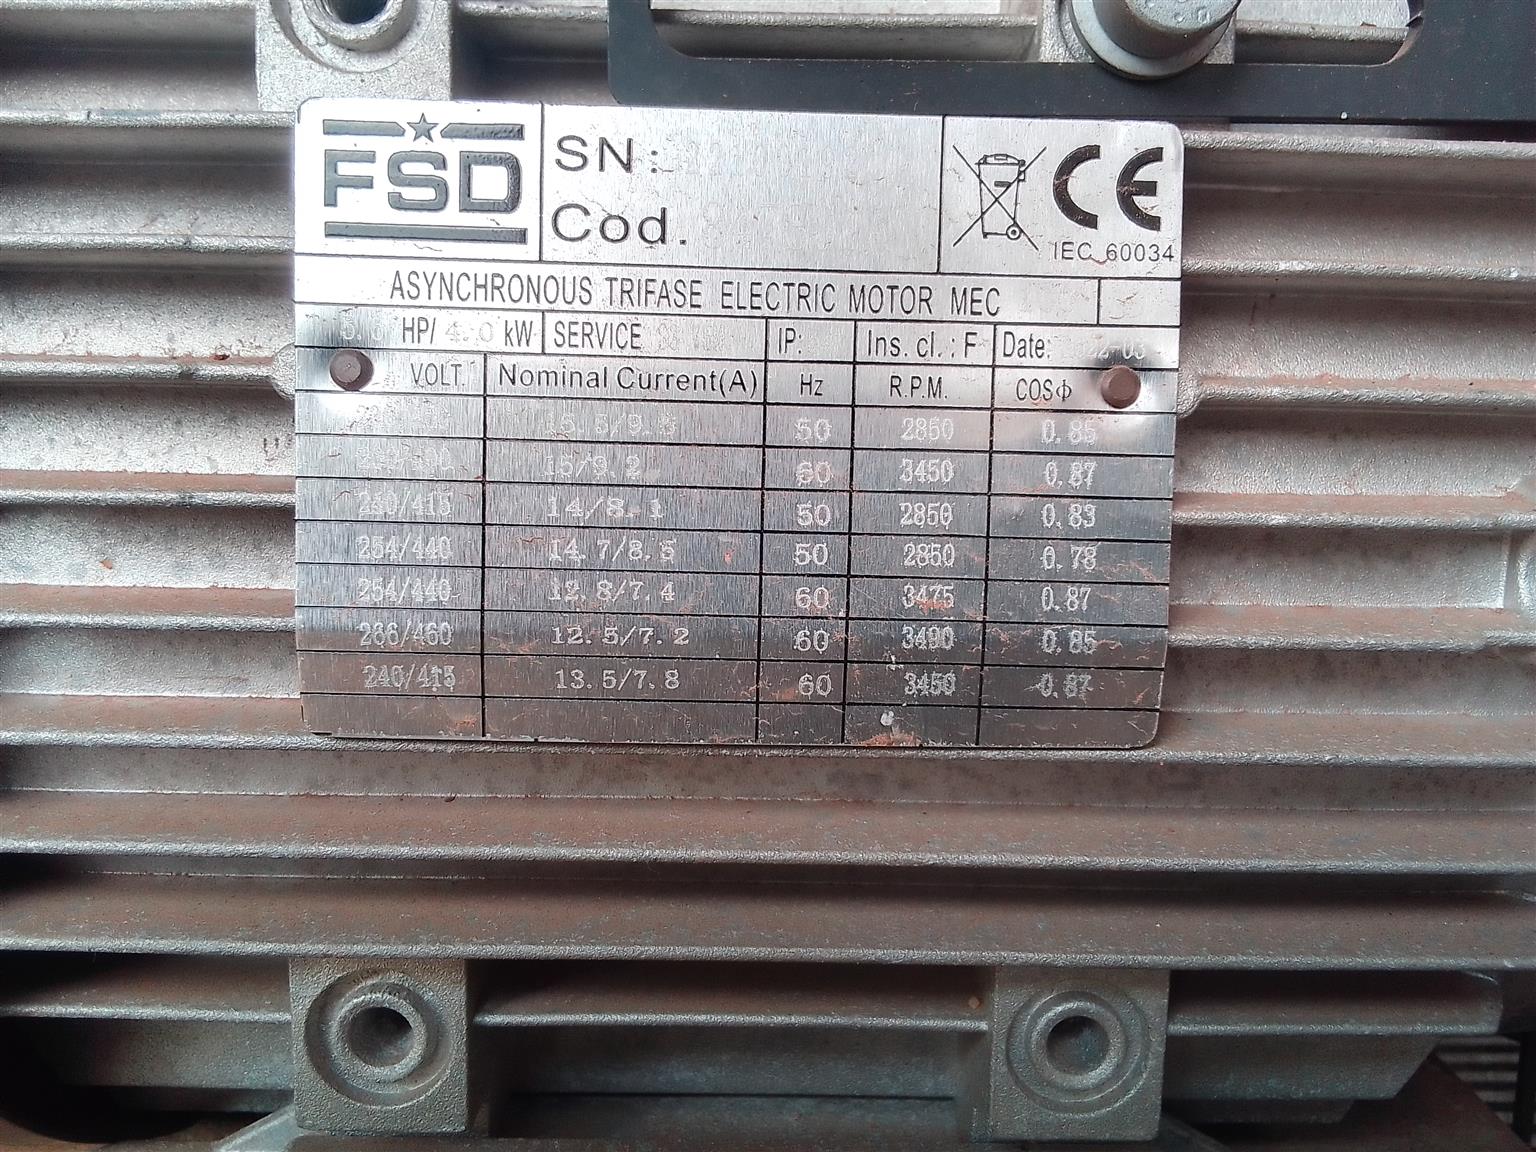 FSD
SN:
Cod.
CE
IEC 60034
ASYNCHRONOUS TRIFASE ELECTRIC MOTOR MEC
HP/ 4.0 kW SERVICE IP: Ins. cl.: F Date:
VOLT. Nominal Current(A) Hz R.P.M. COSΦ
50 2850 0.85
15/9.2 60 3450 0.87
240/415 14/8.1 50 2850 0.83
254/440 14.7/8.5 50 2850 0.78
254/440 12.8/7.4 60 3475 0.87
266/460 12.5/7.2 60 3490 0.85
240/415 13.5/7.8 60 3450 0.87